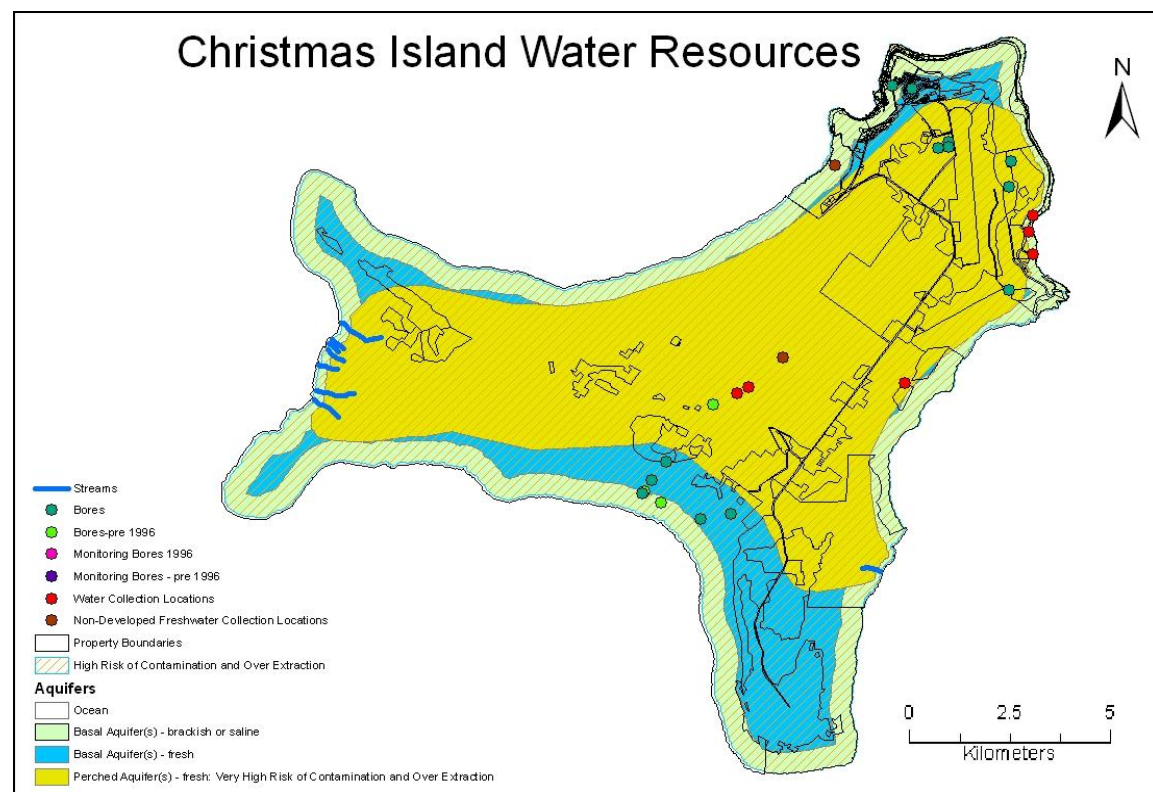 Christmas Island Water Resources
N
Streams
Bores
Bores-pre 1996
Monitoring Bores 1996
Monitoring Bores - pre 1996
Water Collection Locations
Non-Developed Freshwater Collection Locations
Property Boundaries
High Risk of Contamination and Over Extraction
Aquifers
Ocean
Basal Aquifer(s) - brackish or saline
Basal Aquifer(s) - fresh
Perched Aquifer(s) - fresh: Very High Risk of Contamination and Over Extraction
0 2.5 5
Kilometers